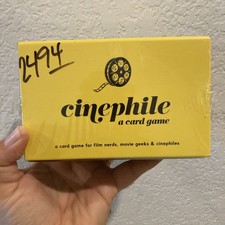 2494
cinephile
a card game
a card game for film nerds, movie geeks & cinephiles